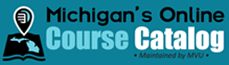 Michigan's Online
Course Catalog
• Maintained by MVU •